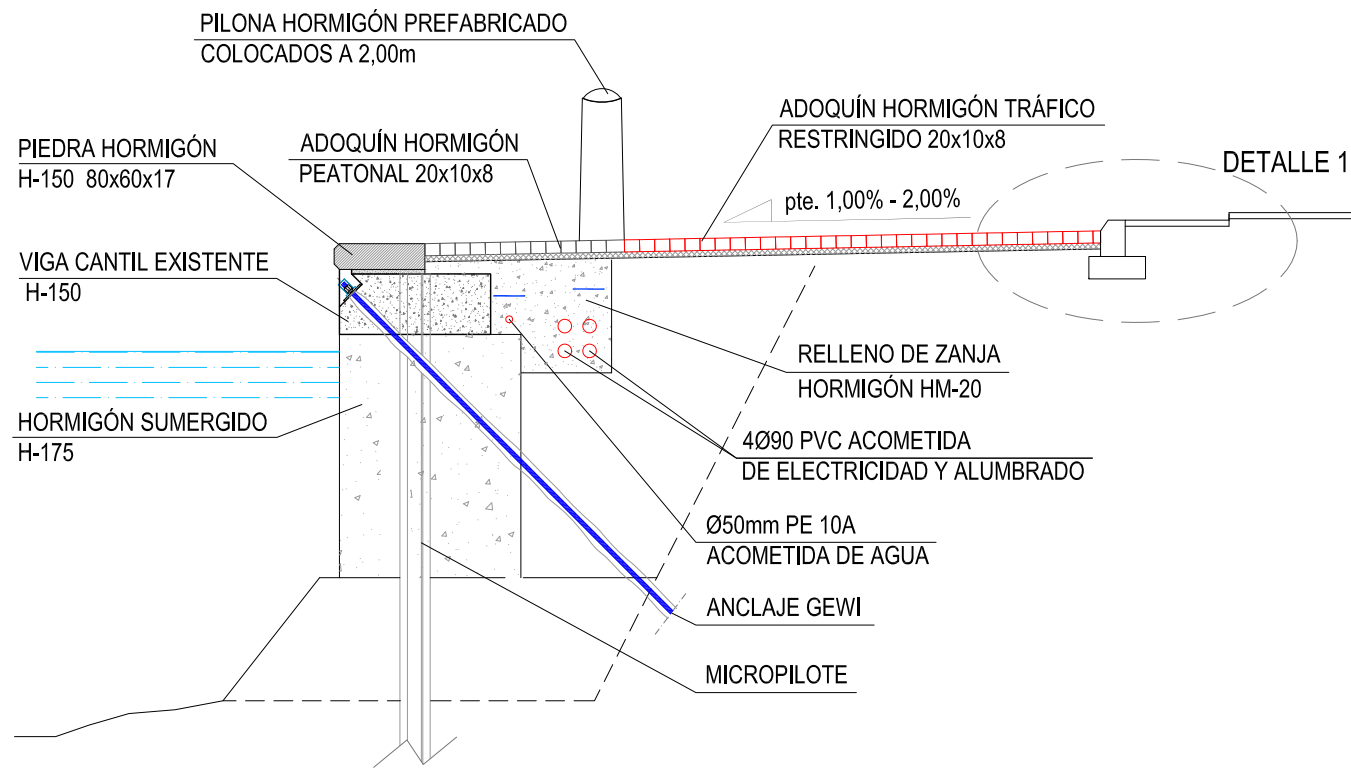 PILONA HORMIGÓN PREFABRICADO
COLOCADOS A 2,00m
ADOQUÍN HORMIGÓN TRÁFICO
RESTRINGIDO 20x10x8
PIEDRA HORMIGÓN
H-150 80x60x17
ADOQUÍN HORMIGÓN
PEATONAL 20x10x8
DETALLE 1
pte. 1,00% - 2,00%
VIGA CANTIL EXISTENTE
H-150
RELLENO DE ZANJA
HORMIGÓN HM-20
HORMIGÓN SUMERGIDO
H-175
4Ø90 PVC ACOMETIDA
DE ELECTRICIDAD Y ALUMBRADO
Ø50mm PE 10A
ACOMETIDA DE AGUA
ANCLAJE GEWI
MICROPILOTE